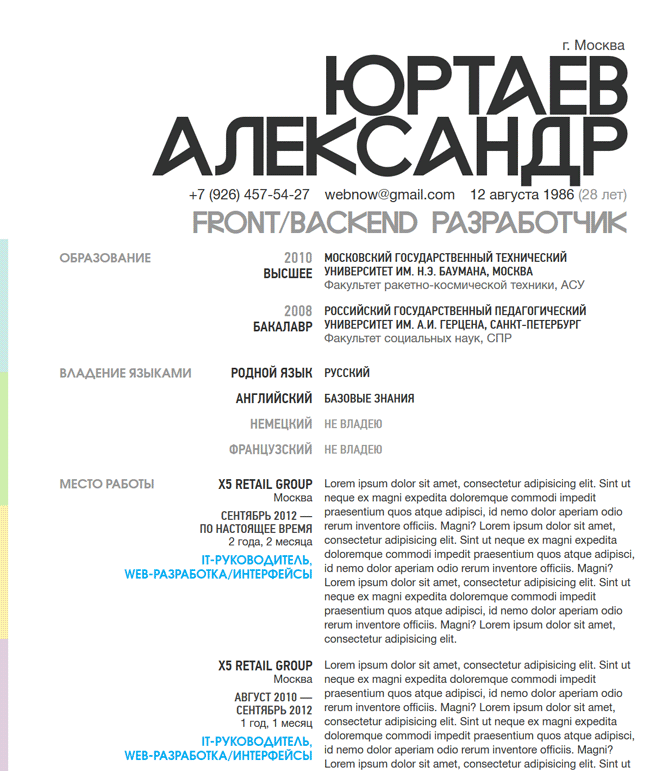 г. Москва
ЮРТАЕВ
АЛЕКСАНДР
+7 (926) 457-54-27 webnow@gmail.com 12 августа 1986 (28 лет)
FRONT/BACKEND РАЗРАБОТЧИК
ОБРАЗОВАНИЕ
2010
ВЫСШЕЕ
МОСКОВСКИЙ ГОСУДАРСТВЕННЫЙ ТЕХНИЧЕСКИЙ
УНИВЕРСИТЕТ ИМ. Н.Э. БАУМАНА, МОСКВА
Факультет ракетно-космической техники, АСУ
2008
БАКАЛАВР
РОССИЙСКИЙ ГОСУДАРСТВЕННЫЙ ПЕДАГОГИЧЕСКИЙ
УНИВЕРСИТЕТ ИМ. А.И. ГЕРЦЕНА, САНКТ-ПЕТЕРБУРГ
Факультет социальных наук, СПР
ВЛАДЕНИЕ ЯЗЫКАМИ
РОДНОЙ ЯЗЫК РУССКИЙ
АНГЛИЙСКИЙ БАЗОВЫЕ ЗНАНИЯ
НЕМЕЦКИЙ НЕ ВЛАДЕЮ
ФРАНЦУЗСКИЙ НЕ ВЛАДЕЮ
МЕСТО РАБОТЫ
X5 RETAIL GROUP
Москва
СЕНТЯБРЬ 2012 —
ПО НАСТОЯЩЕЕ ВРЕМЯ
2 года, 2 месяца
IT-РУКОВОДИТЕЛЬ,
WEB-РАЗРАБОТКА/ИНТЕРФЕЙСЫ
Lorem ipsum dolor sit amet, consectetur adipisicing elit. Sint ut
neque ex magni expedita doloremque commodi impedit
praesentium quos atque adipisci, id nemo dolor aperiam odio
rerum inventore officiis. Magni? Lorem ipsum dolor sit amet,
consectetur adipisicing elit. Sint ut neque ex magni expedita
doloremque commodi impedit praesentium quos atque adipisci,
id nemo dolor aperiam odio rerum inventore officiis. Magni?
Lorem ipsum dolor sit amet, consectetur adipisicing elit. Sint ut
neque ex magni expedita doloremque commodi impedit
praesentium quos atque adipisci, id nemo dolor aperiam odio
rerum inventore officiis. Magni? Lorem ipsum dolor sit amet,
consectetur adipisicing elit.
X5 RETAIL GROUP
Москва
АВГУСТ 2010 —
СЕНТЯБРЬ 2012
1 год, 1 месяц
IT-РУКОВОДИТЕЛЬ,
WEB-РАЗРАБОТКА/ИНТЕРФЕЙСЫ
Lorem ipsum dolor sit amet, consectetur adipisicing elit. Sint ut
neque ex magni expedita doloremque commodi impedit
praesentium quos atque adipisci, id nemo dolor aperiam odio
rerum inventore officiis. Magni? Lorem ipsum dolor sit amet,
consectetur adipisicing elit. Sint ut neque ex magni expedita
doloremque commodi impedit praesentium quos atque adipisci,
id nemo dolor aperiam odio rerum inventore officiis. Magni?
Lorem ipsum dolor sit amet, consectetur adipisicing elit. Sint ut